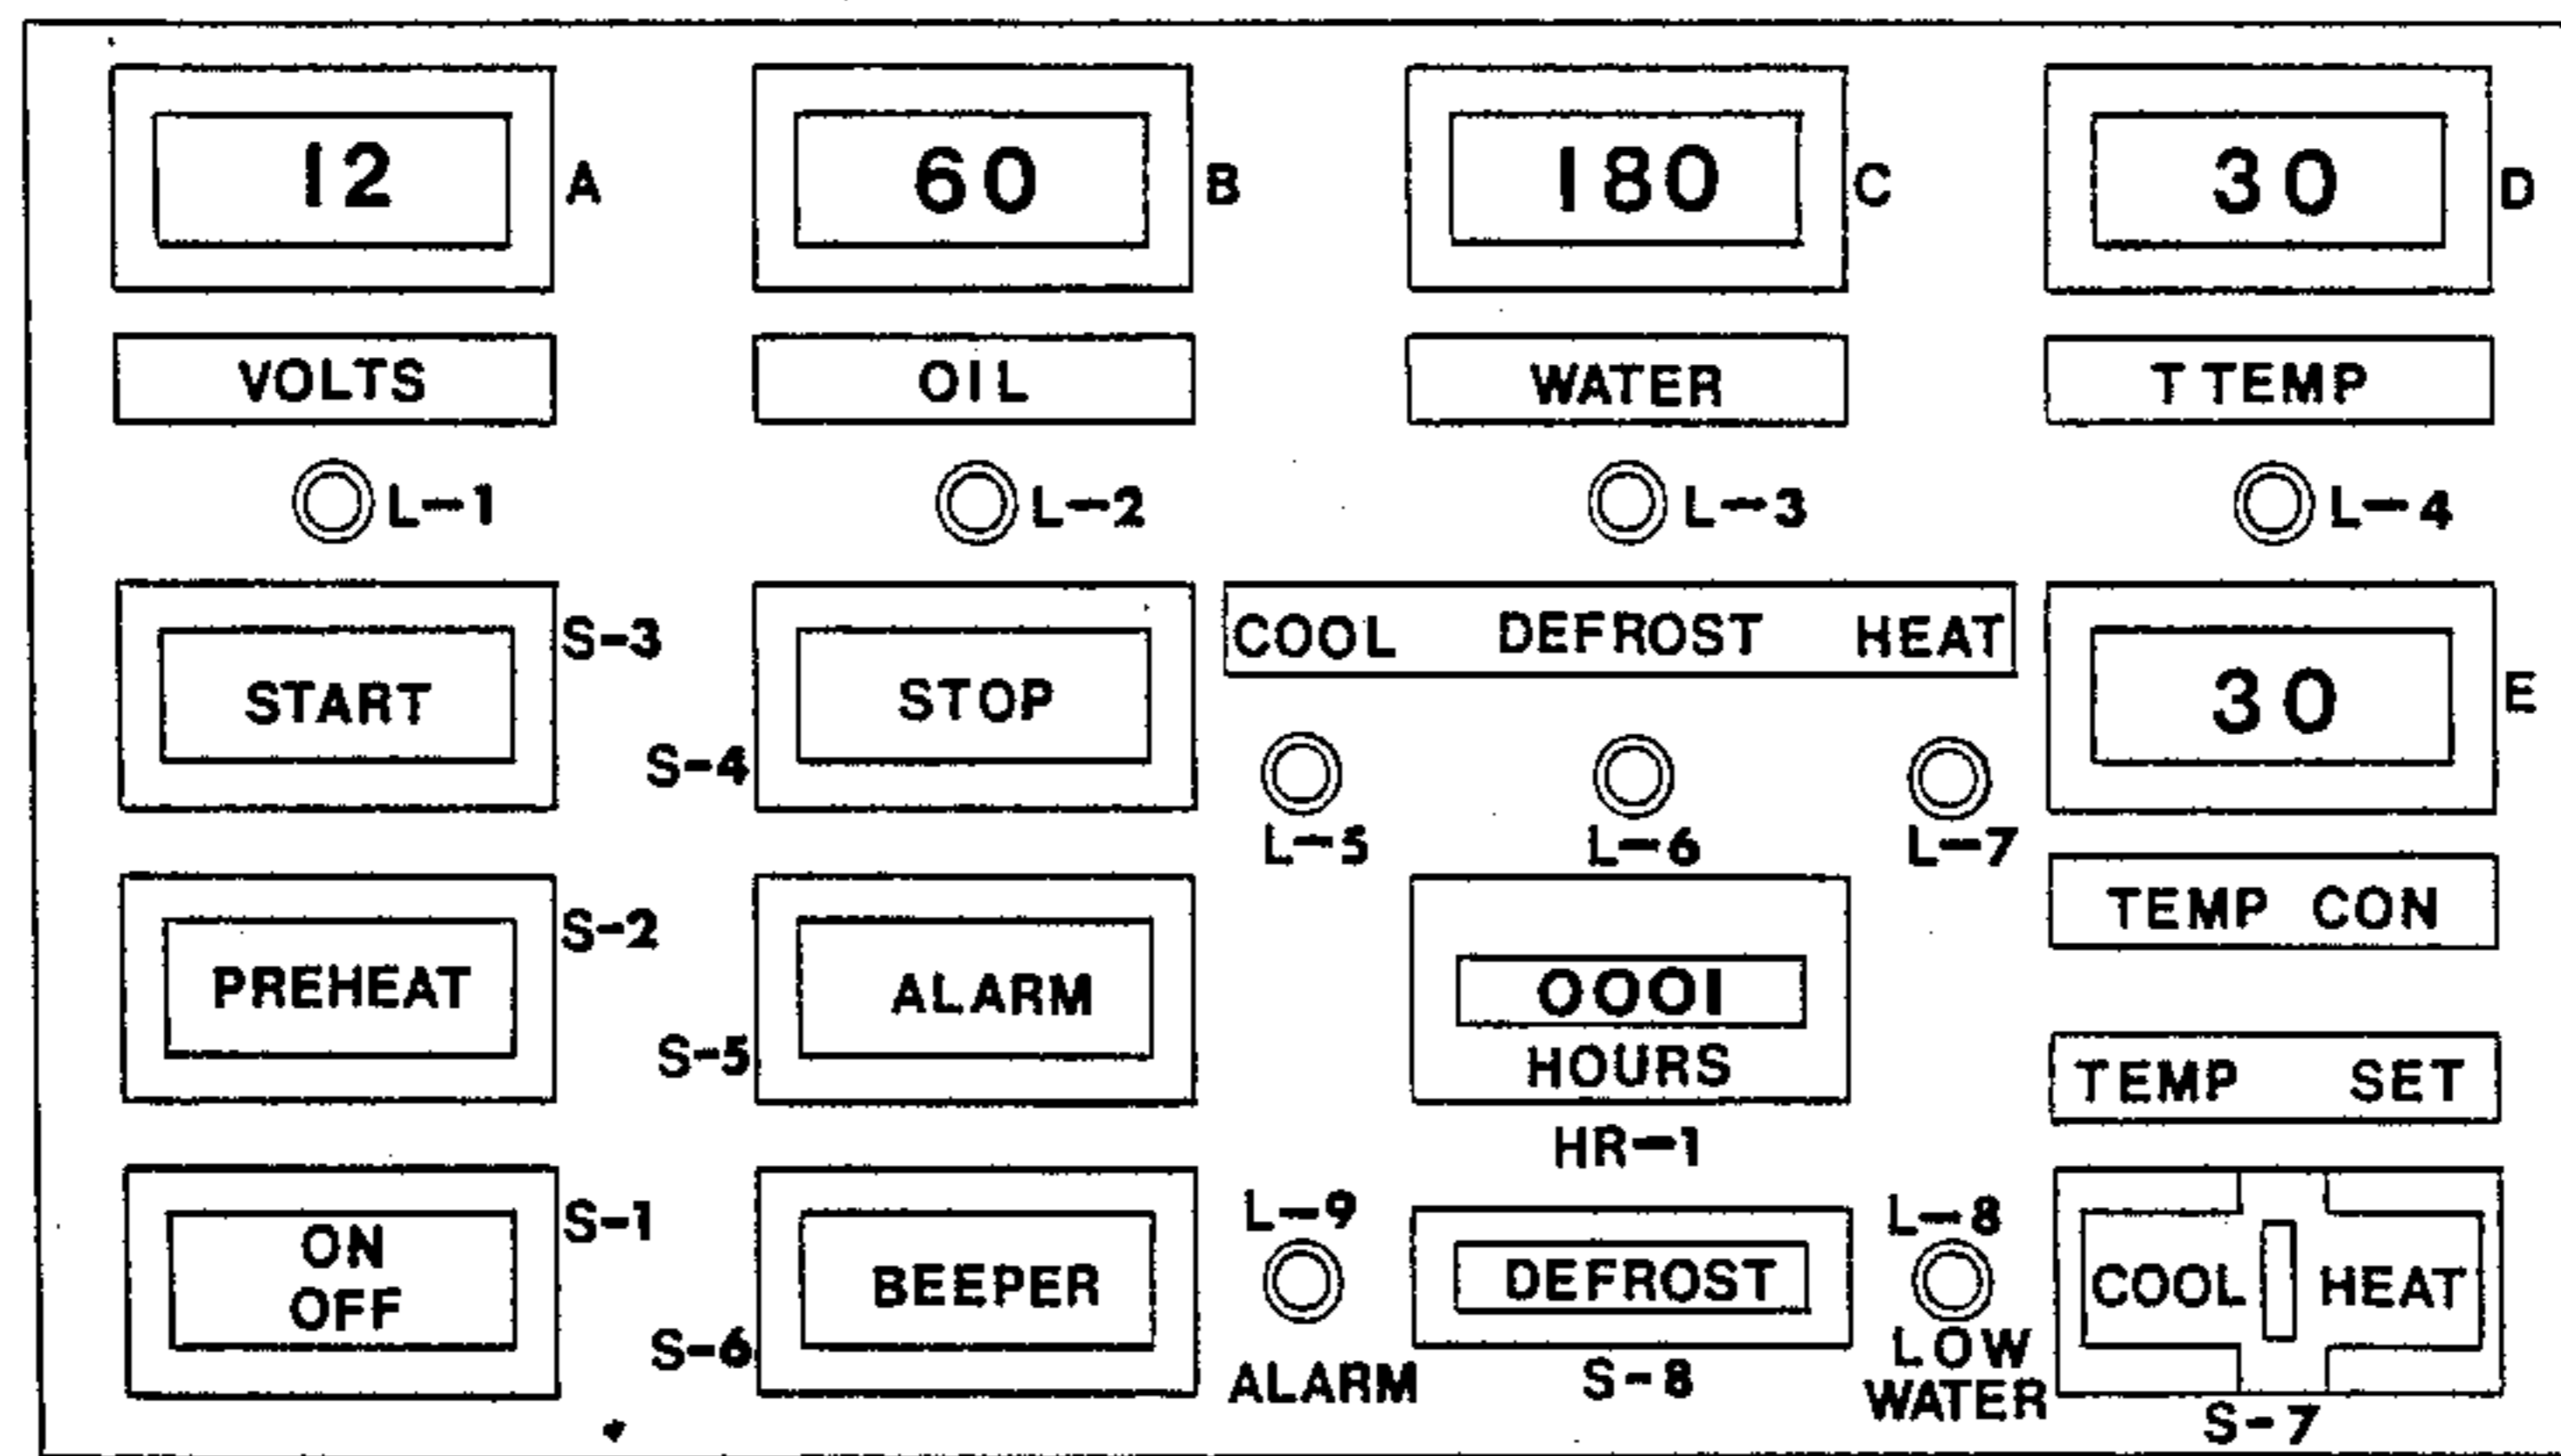 12 A 60 B 180 C 30 D
VOLTS OIL WATER T TEMP
L-1 L-2 L-3 L-4
START S-3 S-4 STOP COOL DEFROST HEAT 30 E
L-5 L-6 L-7
PREHEAT S-2 S-5 ALARM 0001 TEMP CON
HOURS TEMP SET
HR-1
ON S-1 L-9 L-8
OFF S-6 BEEPER DEFROST COOL HEAT
ALARM S-8 LOW
WATER S-7